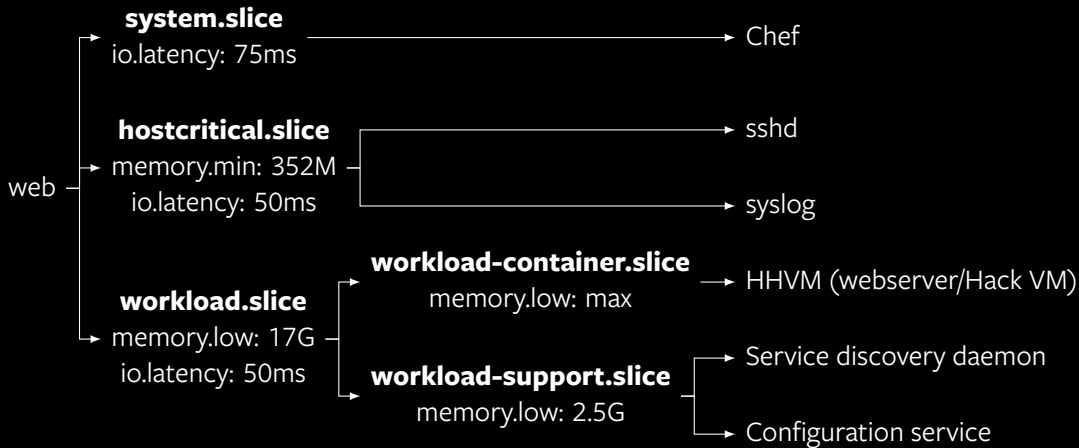 web
system.slice
io.latency: 75ms
Chef
hostcritical.slice
memory.min: 352M
io.latency: 50ms
sshd
syslog
workload.slice
memory.low: 17G
io.latency: 50ms
workload-container.slice
memory.low: max
HHVM (webserver/Hack VM)
workload-support.slice
memory.low: 2.5G
Service discovery daemon
Configuration service